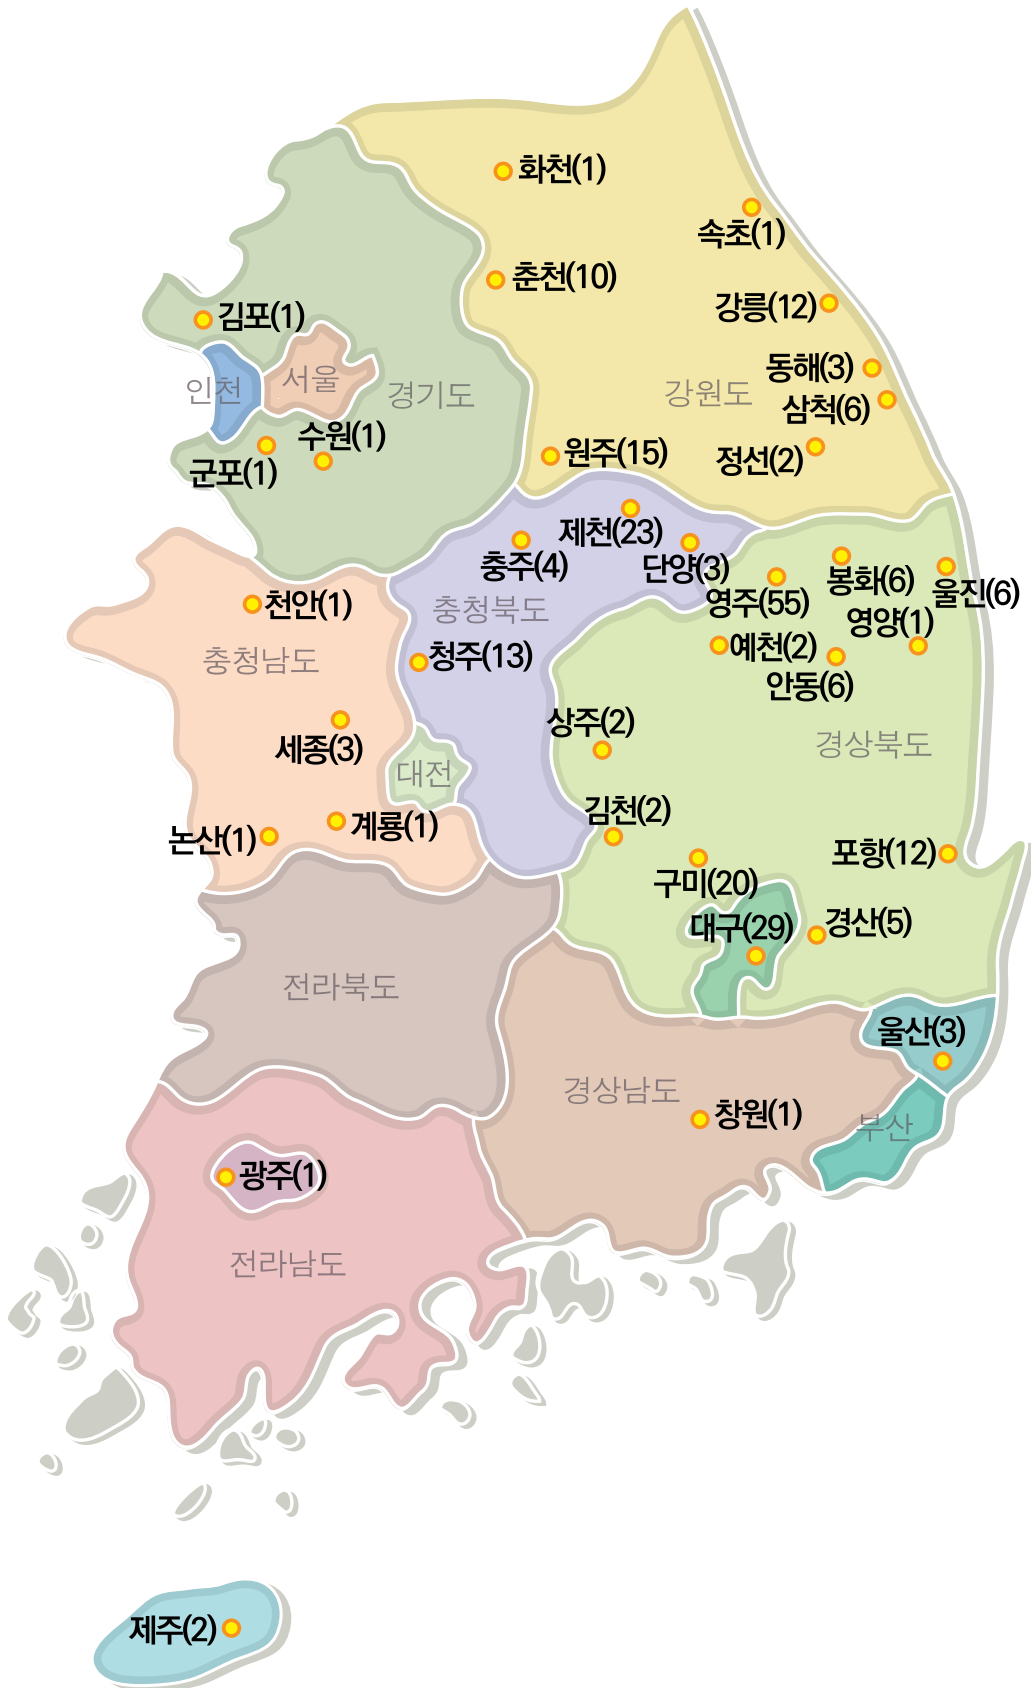 화천(1)
속초(1)
춘천(10)
강릉(12)
김포(1)
동해(3)
인천
서울
경기도
강원도
삼척(6)
수원(1)
군포(1)
원주(15)
정선(2)
제천(23)
충주(4)
단양(3)
봉화(6)
울진(6)
영주(55)
천안(1)
충청북도
영양(1)
충청남도
청주(13)
예천(2)
안동(6)
상주(2)
세종(3)
경상북도
대전
김천(2)
논산(1)
계룡(1)
포항(12)
구미(20)
대구(29)
경산(5)
전라북도
울산(3)
경상남도
창원(1)
부산
광주(1)
전라남도
제주(2)